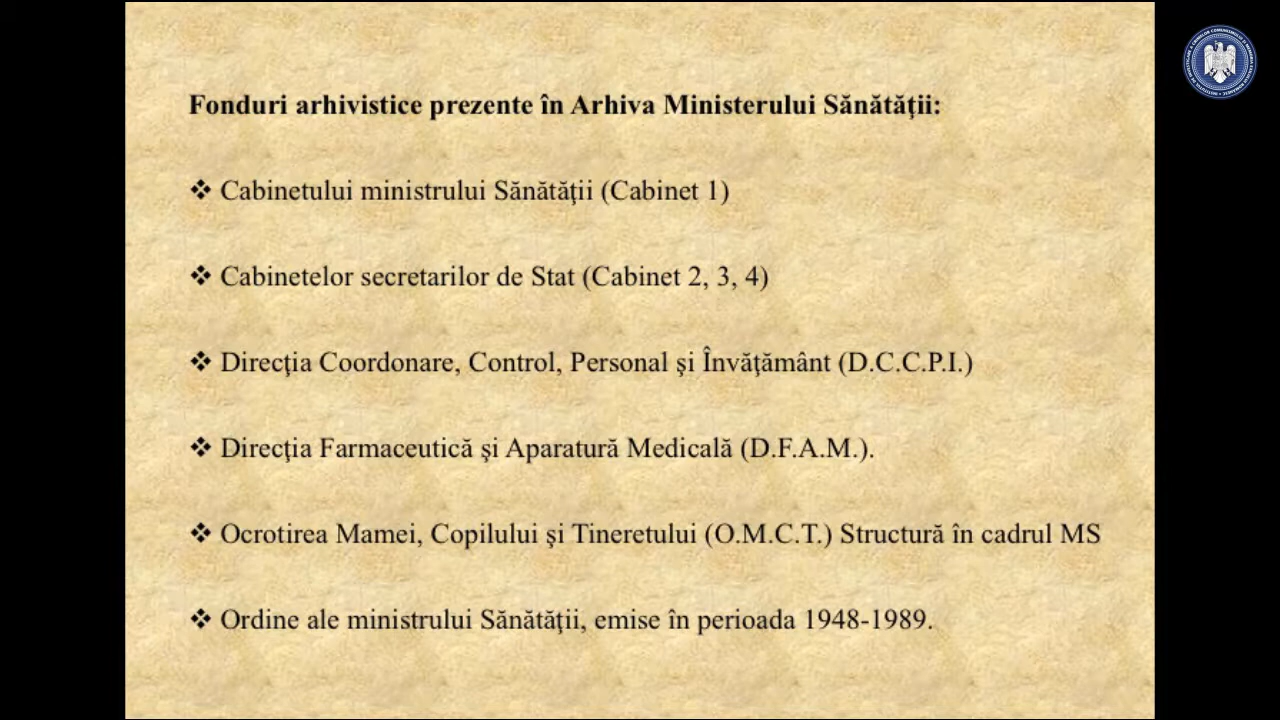 Fonduri arhivistice prezente în Arhiva Ministerului Sănătăţii:
❖ Cabinetului ministrului Sănătăţii (Cabinet 1)
❖ Cabinetelor secretarilor de Stat (Cabinet 2, 3, 4)
❖ Direcţia Coordonare, Control, Personal şi Învăţământ (D.C.C.P.I.)
❖ Direcţia Farmaceutică şi Aparatură Medicală (D.F.A.M.).
❖ Ocrotirea Mamei, Copilului şi Tineretului (O.M.C.T.) Structură în cadrul MS
❖ Ordine ale ministrului Sănătăţii, emise în perioada 1948-1989.